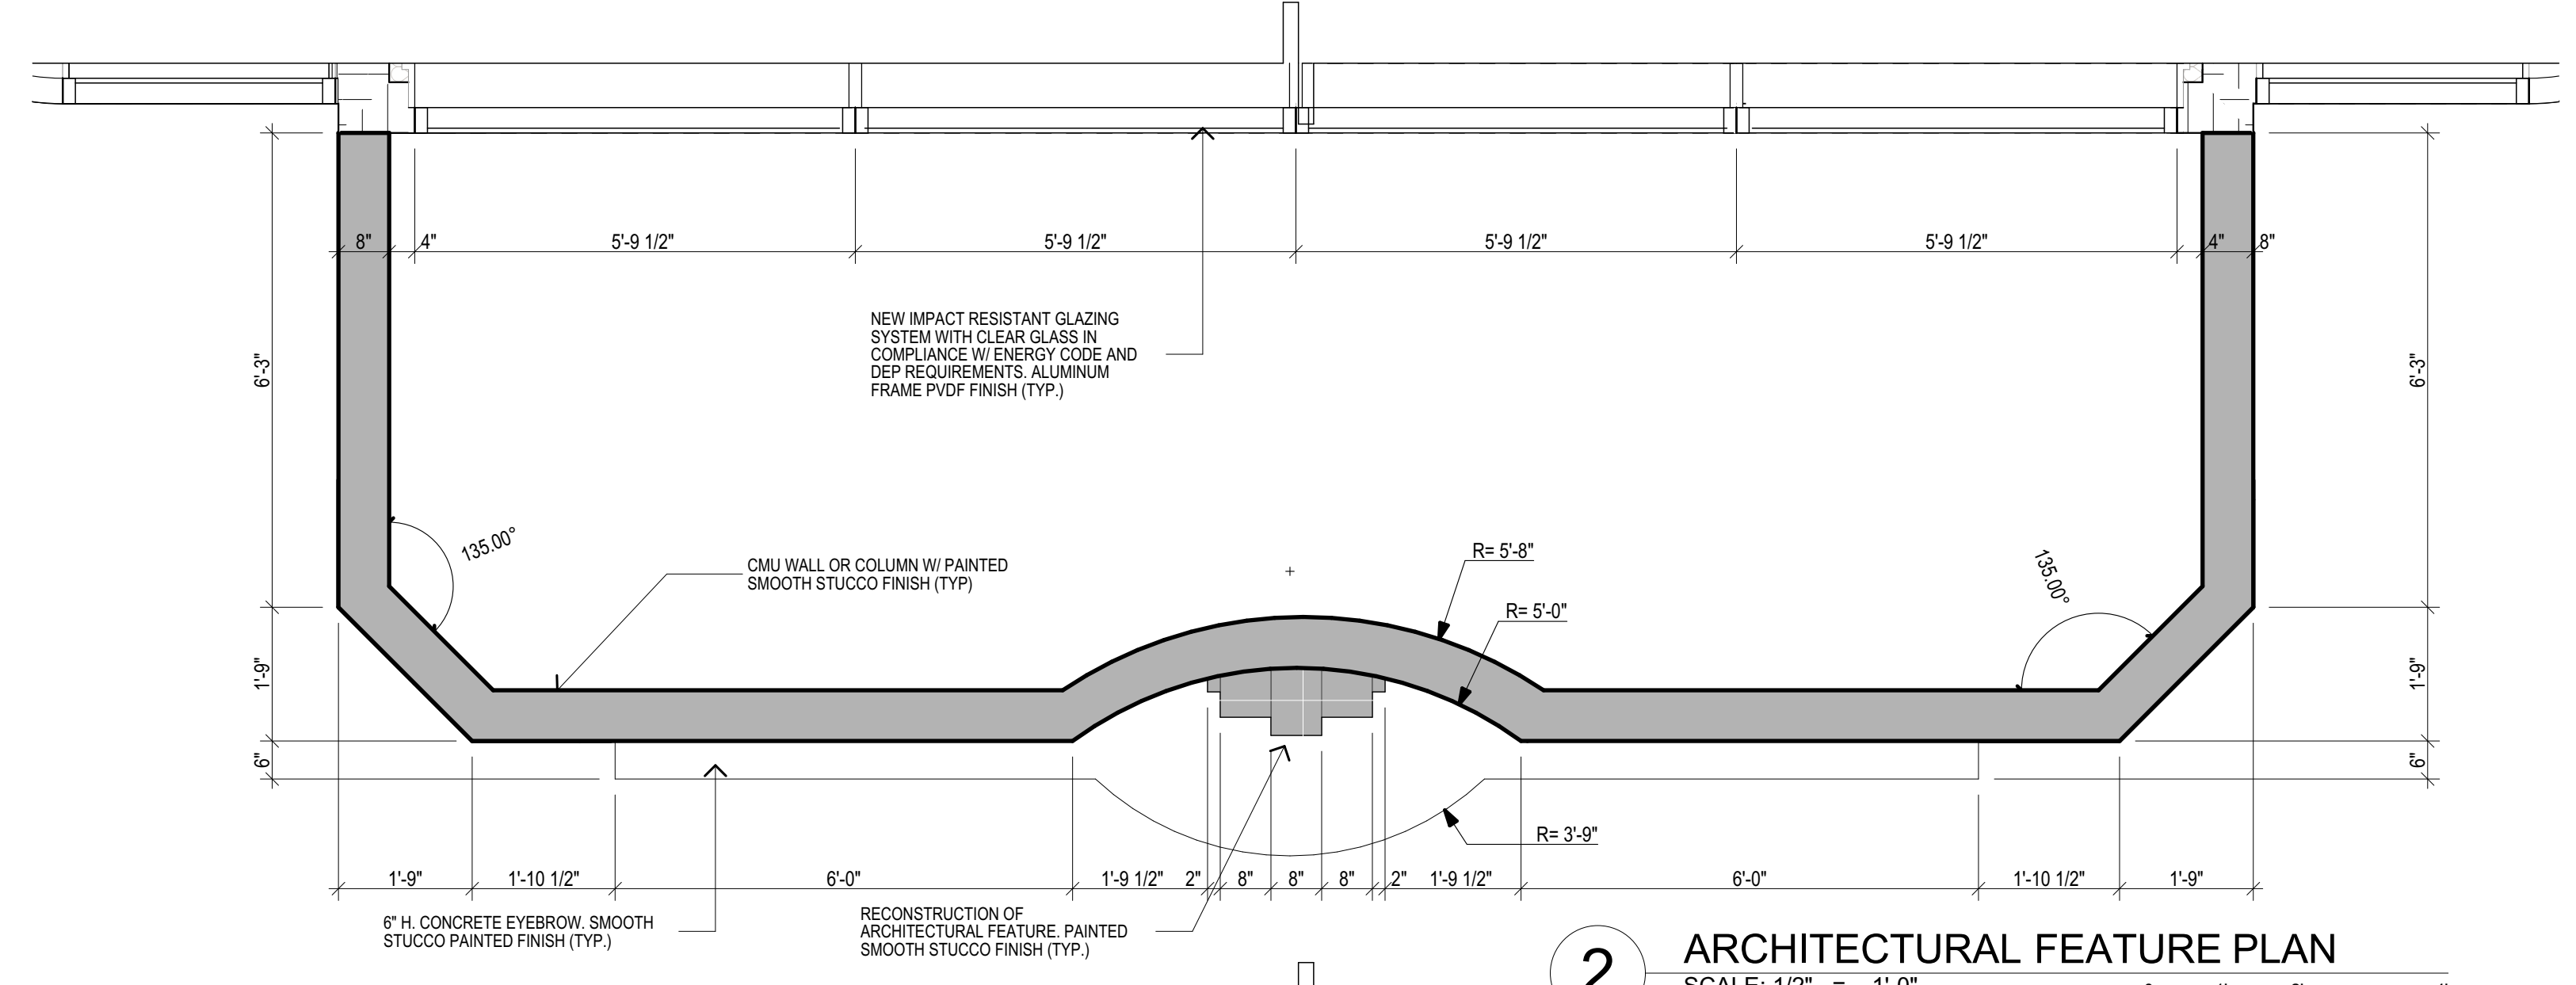 8" 4" 5'-9 1/2" 5'-9 1/2" 5'-9 1/2" 5'-9 1/2" 4" 8"
NEW IMPACT RESISTANT GLAZING
SYSTEM WITH CLEAR GLASS IN
COMPLIANCE W/ ENERGY CODE AND
DEP REQUIREMENTS. ALUMINUM
FRAME PVDF FINISH (TYP.)
6'-3"
6'-3"
135.00°
135.00°
CMU WALL OR COLUMN W/ PAINTED
SMOOTH STUCCO FINISH (TYP)
R= 5'-8"
R= 5'-0"
1'-9"
1'-9"
6"
6"
R= 3'-9"
1'-9" 1'-10 1/2" 6'-0" 1'-9 1/2" 2" 8" 8" 8" 2" 1'-9 1/2" 6'-0" 1'-10 1/2" 1'-9"
6" H. CONCRETE EYEBROW. SMOOTH
STUCCO PAINTED FINISH (TYP.)
RECONSTRUCTION OF
ARCHITECTURAL FEATURE. PAINTED
SMOOTH STUCCO FINISH (TYP.)
2
ARCHITECTURAL FEATURE PLAN
SCALE: 1/2" = 1'-0"